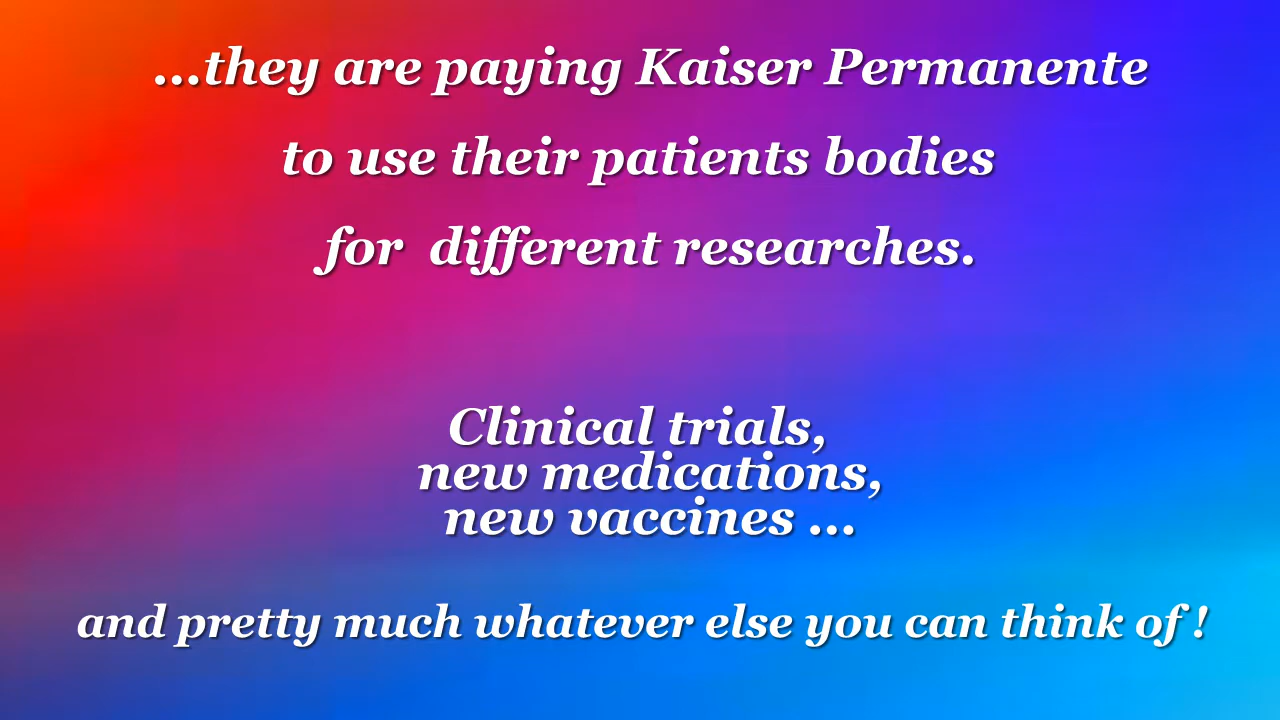 ...they are paying Kaiser Permanente
to use their patients bodies
for different researches.
Clinical trials,
new medications,
new vaccines ...
and pretty much whatever else you can think of !